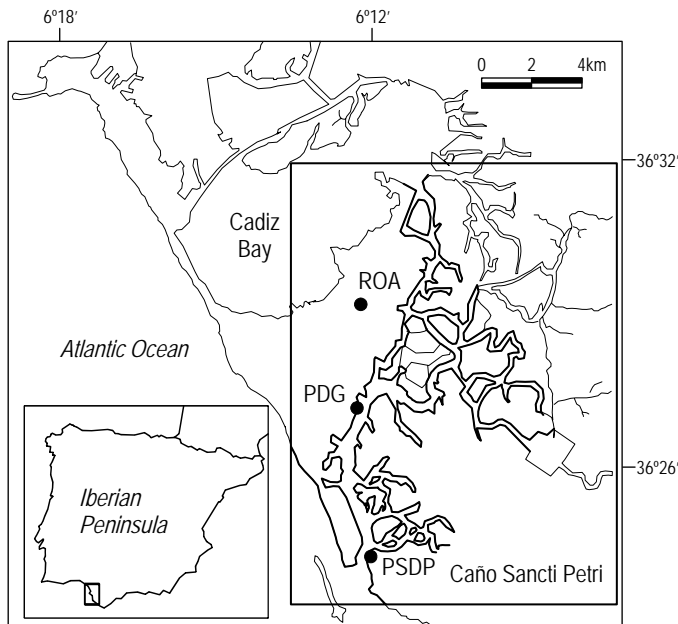 6º18'
6º12'
0 2 4km
36º32'
Cadiz
Bay
ROA
Atlantic Ocean
PDG
36º26'
Iberian
Peninsula
PSDP
Caño Sancti Petri